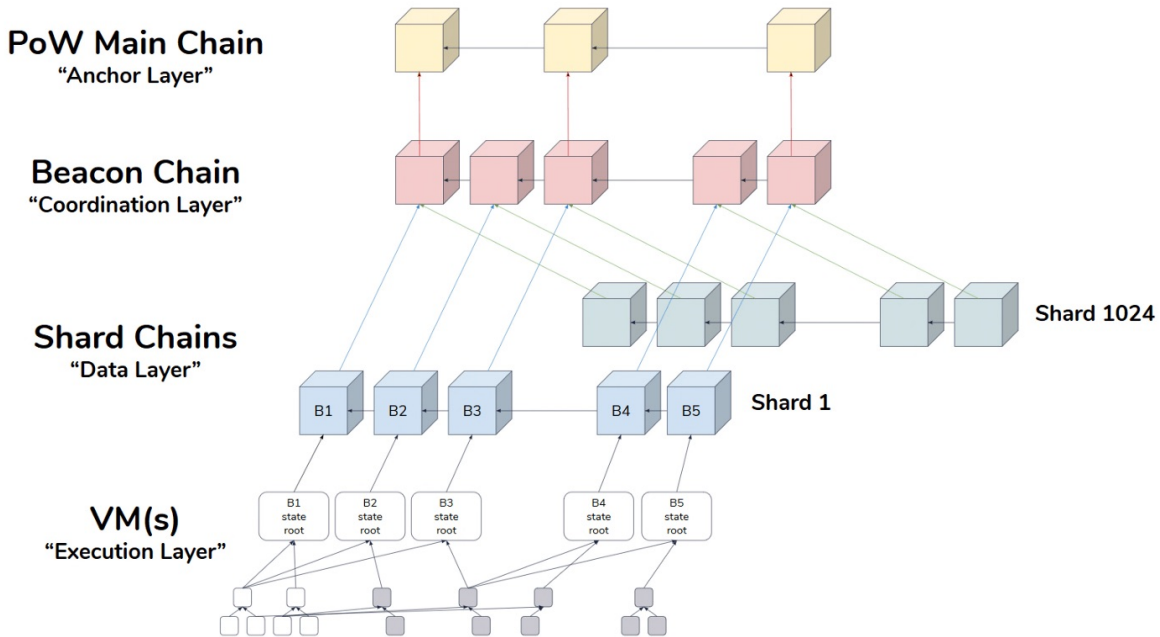 PoW Main Chain
“Anchor Layer”
Beacon Chain
“Coordination Layer”
Shard 1024
Shard Chains
“Data Layer”
B1
B2
B3
B4
B5
Shard 1
VM(s)
“Execution Layer”
B1
state
root
B2
state
root
B3
state
root
B4
state
root
B5
state
root